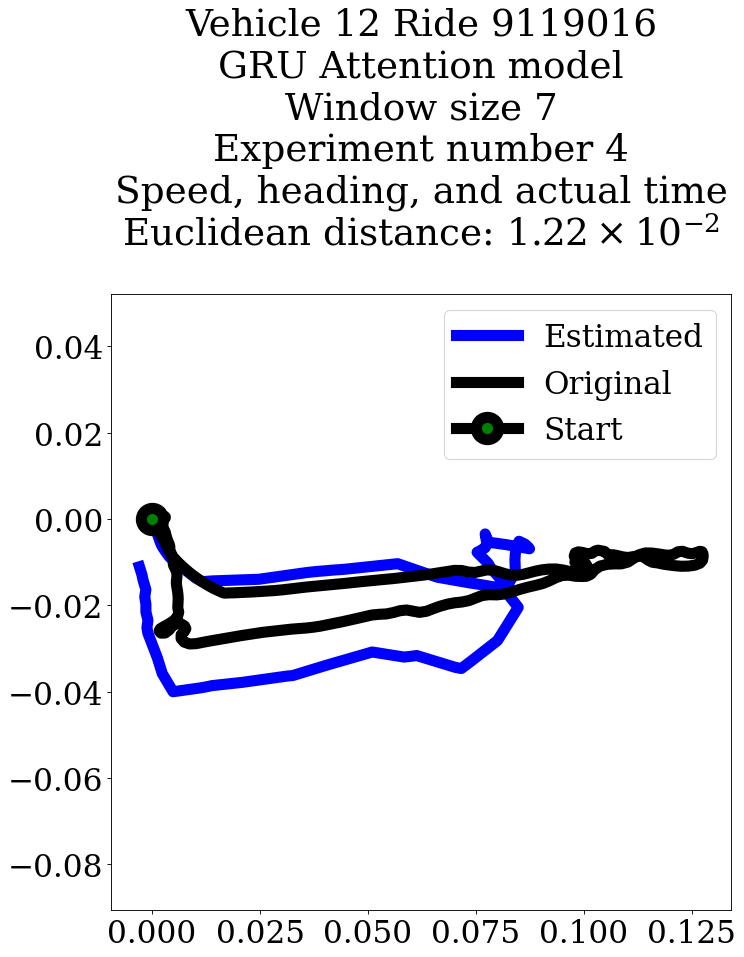 Vehicle 12 Ride 9119016
GRU Attention model
Window size 7
Experiment number 4
Speed, heading, and actual time
Euclidean distance: 1.22 × 10⁻²
Estimated
Original
Start
0.04
0.02
0.00
−0.02
−0.04
−0.06
−0.08
0.000 0.025 0.050 0.075 0.100 0.125